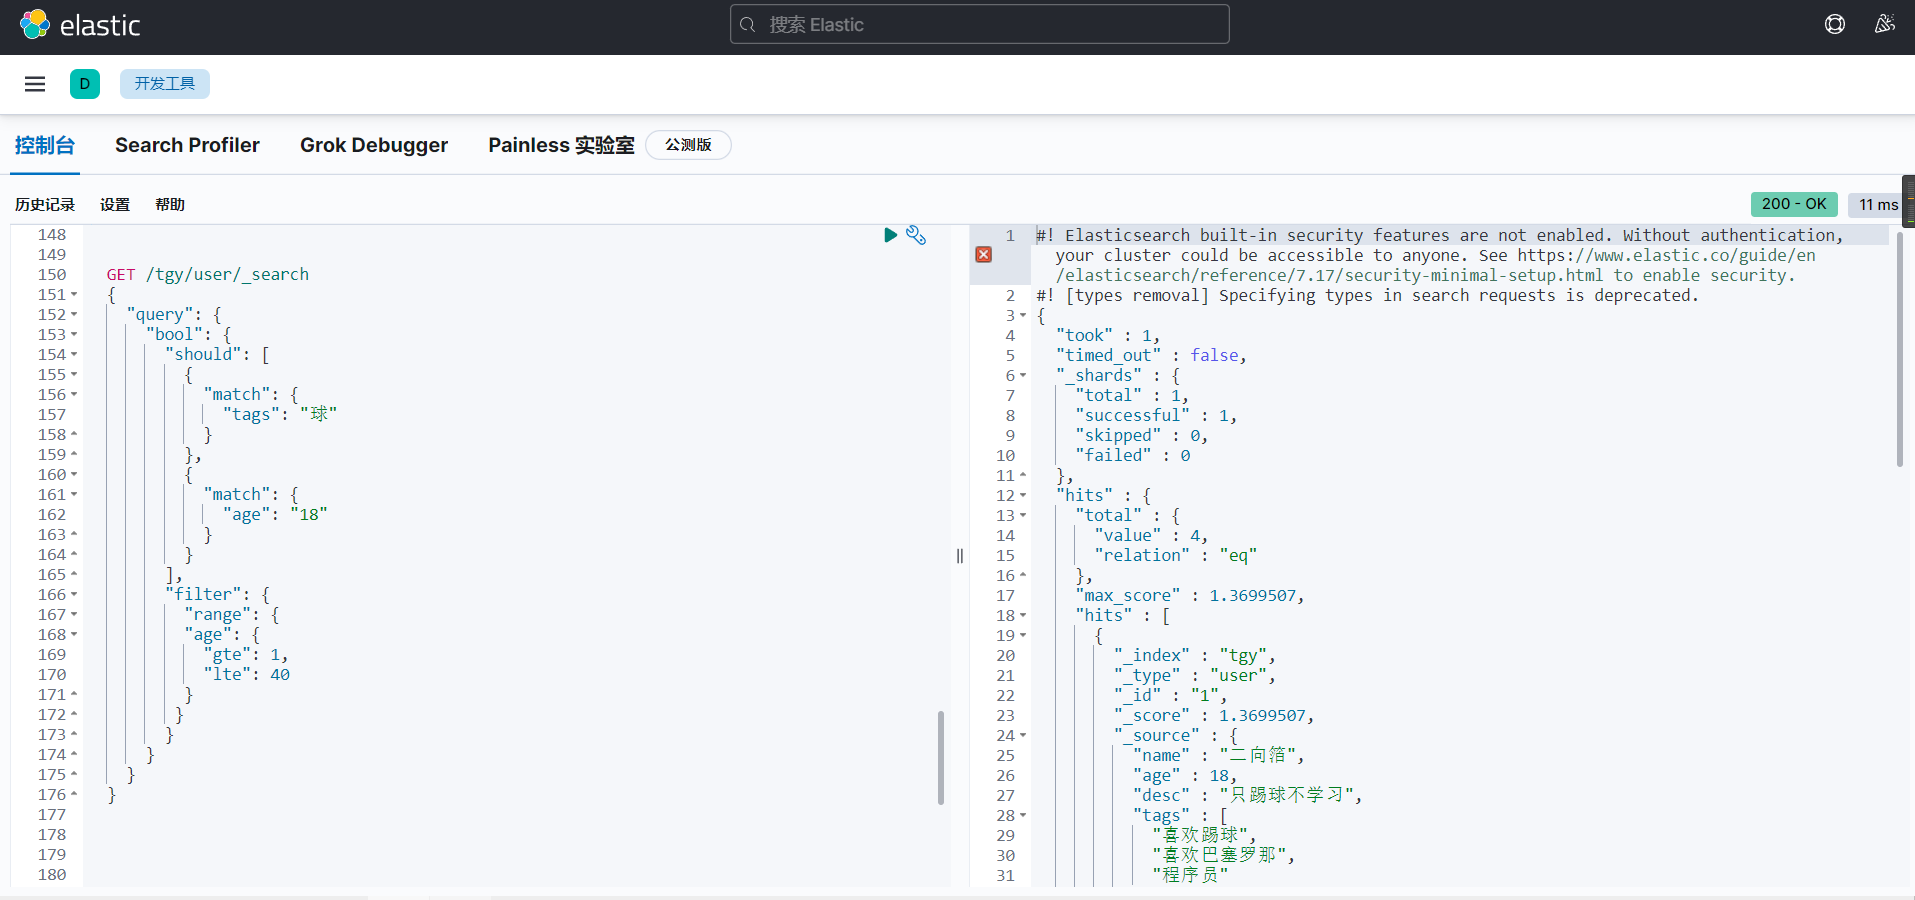 elastic
搜索 Elastic
D
开发工具
控制台 Search Profiler Grok Debugger Painless 实验室 公测版
历史记录 设置 帮助
200 - OK 11 ms
148
149
150 GET /tgy/user/_search
151 {
152 "query": {
153 "bool": {
154 "should": [
155 {
156 "match": {
157 "tags": "球"
158 }
159 },
160 {
161 "match": {
162 "age": "18"
163 }
164 }
165 ],
166 "filter": {
167 "range": {
168 "age": {
169 "gte": 1,
170 "lte": 40
171 }
172 }
173 }
174 }
175 }
176 }
177
178
179
180
1 #! Elasticsearch built-in security features are not enabled. Without authentication,
your cluster could be accessible to anyone. See https://www.elastic.co/guide/en
/elasticsearch/reference/7.17/security-minimal-setup.html to enable security.
2 #! [types removal] Specifying types in search requests is deprecated.
3 {
4 "took" : 1,
5 "timed_out" : false,
6 "_shards" : {
7 "total" : 1,
8 "successful" : 1,
9 "skipped" : 0,
10 "failed" : 0
11 },
12 "hits" : {
13 "total" : {
14 "value" : 4,
15 "relation" : "eq"
16 },
17 "max_score" : 1.3699507,
18 "hits" : [
19 {
20 "_index" : "tgy",
21 "_type" : "user",
22 "_id" : "1",
23 "_score" : 1.3699507,
24 "_source" : {
25 "name" : "二向箔",
26 "age" : 18,
27 "desc" : "只踢球不学习",
28 "tags" : [
29 "喜欢踢球",
30 "喜欢巴塞罗那",
31 "程序员"